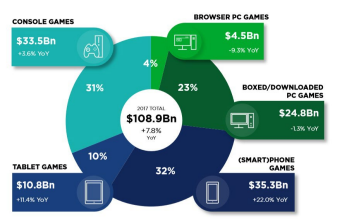 CONSOLE GAMES
$33.5Bn
+3.6% YoY
BROWSER PC GAMES
$4.5Bn
-9.3% YoY
4%
31%
23%
2017 TOTAL
$108.9Bn
+7.8%
YoY
BOXED/DOWNLOADED
PC GAMES
$24.8Bn
-1.3% YoY
10%
32%
TABLET GAMES
$10.8Bn
+11.4% YoY
(SMART)PHONE
GAMES
$35.3Bn
+22.0% YoY